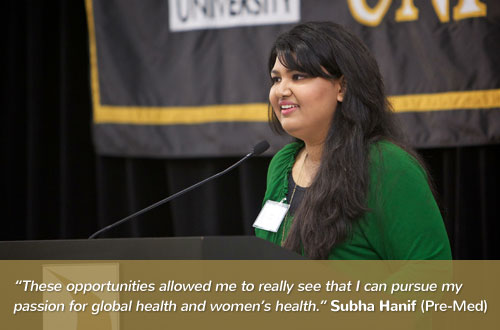 UNIVERSITY
“These opportunities allowed me to really see that I can pursue my
passion for global health and women’s health.” Subha Hanif (Pre-Med)